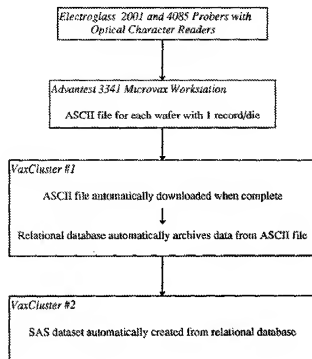 Electroglass 2001 and 4085 Probers with
Optical Character Readers
Advantest 3341 Microvax Workstation
ASCII file for each wafer with 1 record/die
VaxCluster #1
ASCII file automatically downloaded when complete
Relational database automatically archives data from ASCII file
VaxCluster #2
SAS dataset automatically created from relational database